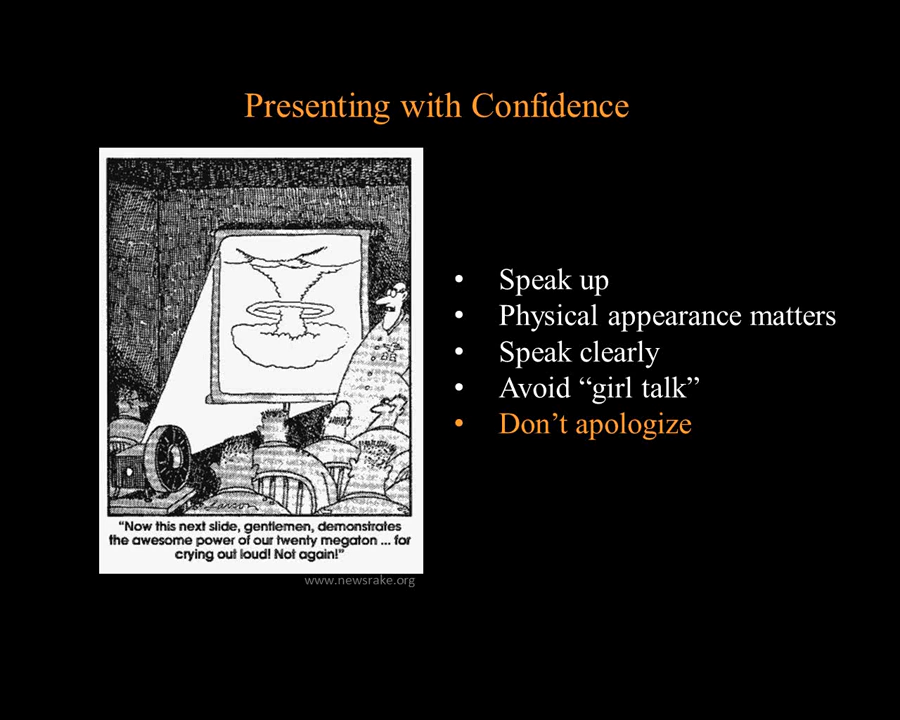 Presenting with Confidence
• Speak up
• Physical appearance matters
• Speak clearly
• Avoid “girl talk”
• Don’t apologize
Larson
“Now this next slide, gentlemen, demonstrates
the awesome power of our twenty megaton ... for
crying out loud! Not again!”
www.newsrake.org